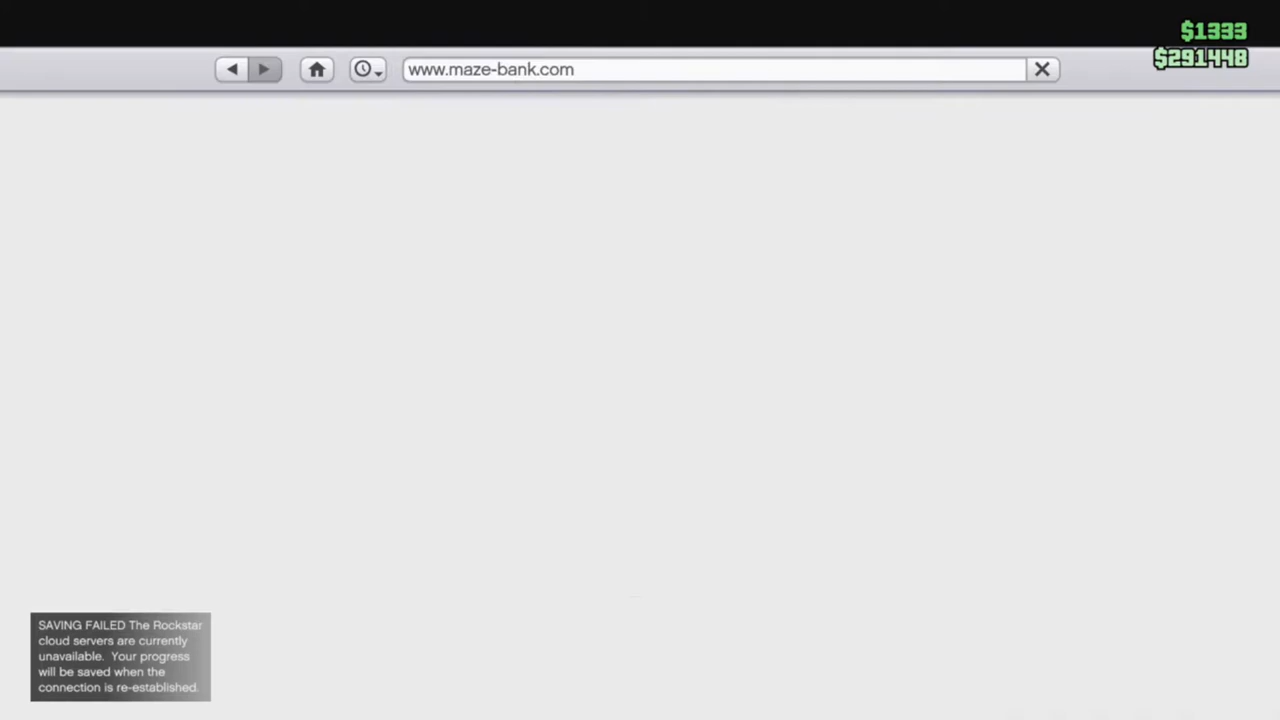 $1333
www.maze-bank.com
$291448
SAVING FAILED The Rockstar
cloud servers are currently
unavailable. Your progress
will be saved when the
connection is re-established.